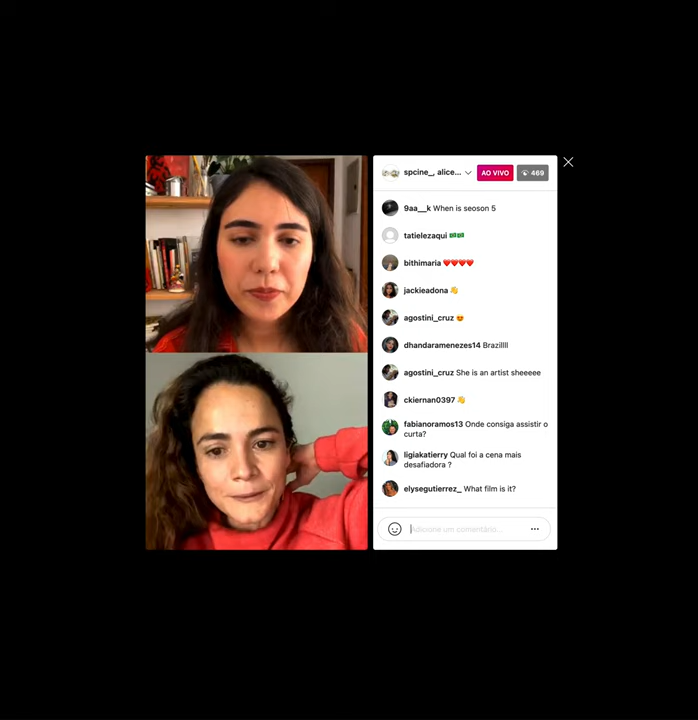 spcine_, alice...
AO VIVO
469
9aa__k When is seoson 5
tatielezaqui
bithimaria ❤️❤️❤️❤️
jackieadona 👏
agostini_cruz 😍
dhandaramenezes14 Brazillll
agostini_cruz She is an artist sheeeee
ckiernan0397 👏
fabianoramos13 Onde consiga assistir o
curta?
ligiakatierry Qual foi a cena mais
desafiadora ?
elysegutierrez_ What film is it?
Adicione um comentário...